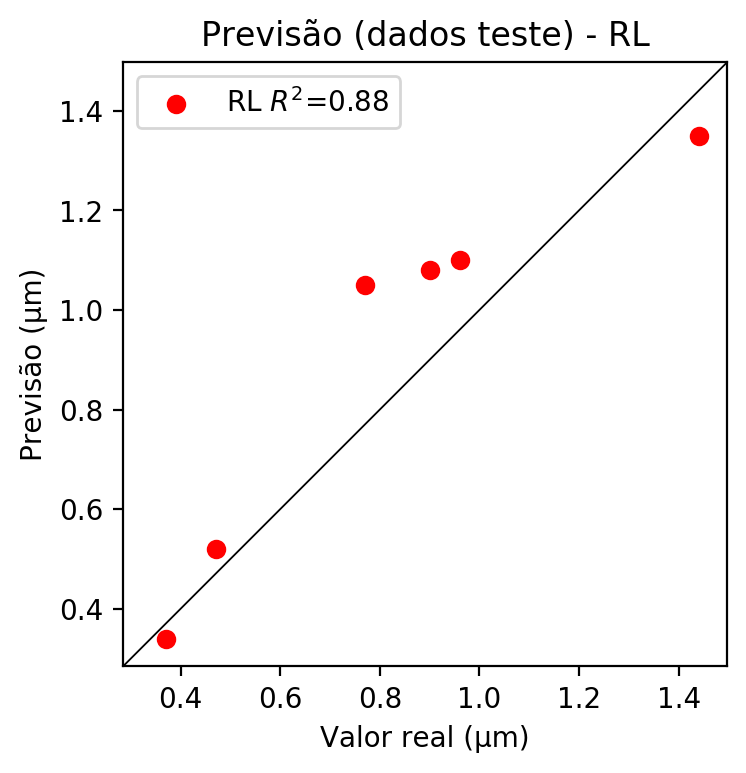 Previsão (dados teste) - RL
RL R²=0.88
Previsão (µm)
1.4
1.2
1.0
0.8
0.6
0.4
0.4 0.6 0.8 1.0 1.2 1.4
Valor real (µm)